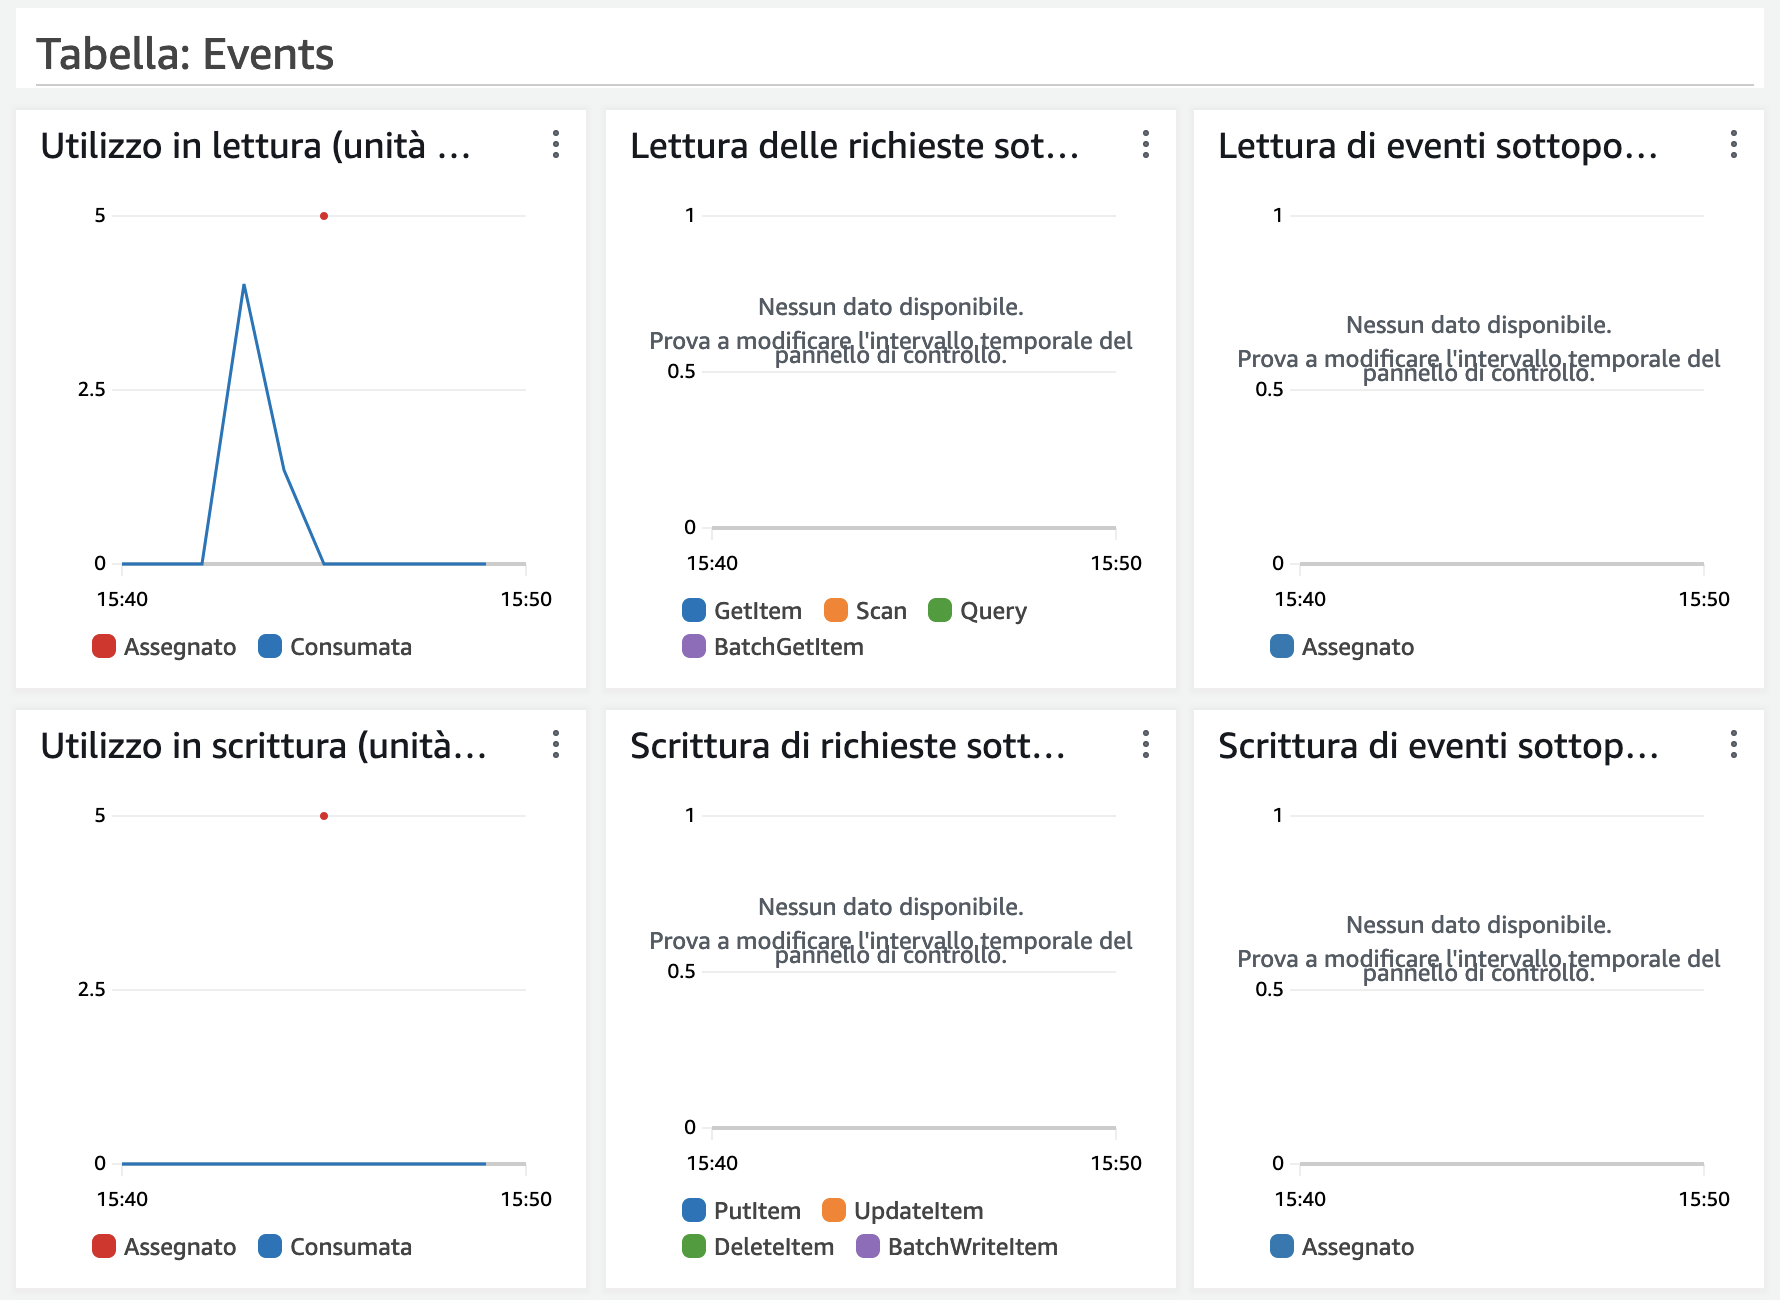 Tabella: Events
Utilizzo in lettura (unità ...
5
2.5
0
15:40
15:50
Assegnato
Consumata
Lettura delle richieste sot...
1
Nessun dato disponibile.
Prova a modificare l'intervallo temporale del
pannello di controllo.
0.5
0
15:40
15:50
GetItem
Scan
Query
BatchGetItem
Lettura di eventi sottopo...
1
Nessun dato disponibile.
Prova a modificare l'intervallo temporale del
pannello di controllo.
0.5
0
15:40
15:50
Assegnato
Utilizzo in scrittura (unità...
5
2.5
0
15:40
15:50
Assegnato
Consumata
Scrittura di richieste sott...
1
Nessun dato disponibile.
Prova a modificare l'intervallo temporale del
pannello di controllo.
0.5
0
15:40
15:50
PutItem
UpdateItem
DeleteItem
BatchWriteItem
Scrittura di eventi sottop...
1
Nessun dato disponibile.
Prova a modificare l'intervallo temporale del
pannello di controllo.
0.5
0
15:40
15:50
Assegnato